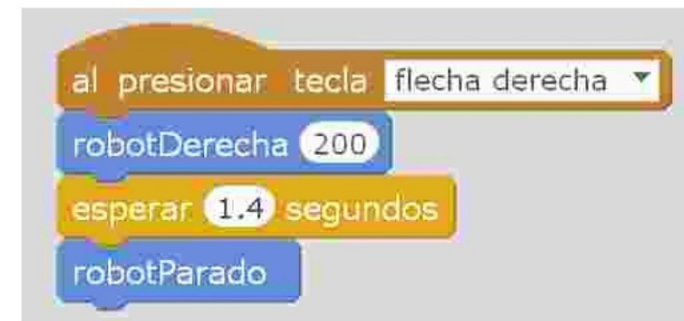 al presionar tecla flecha derecha
robotDerecha 200
esperar 1.4 segundos
robotParado